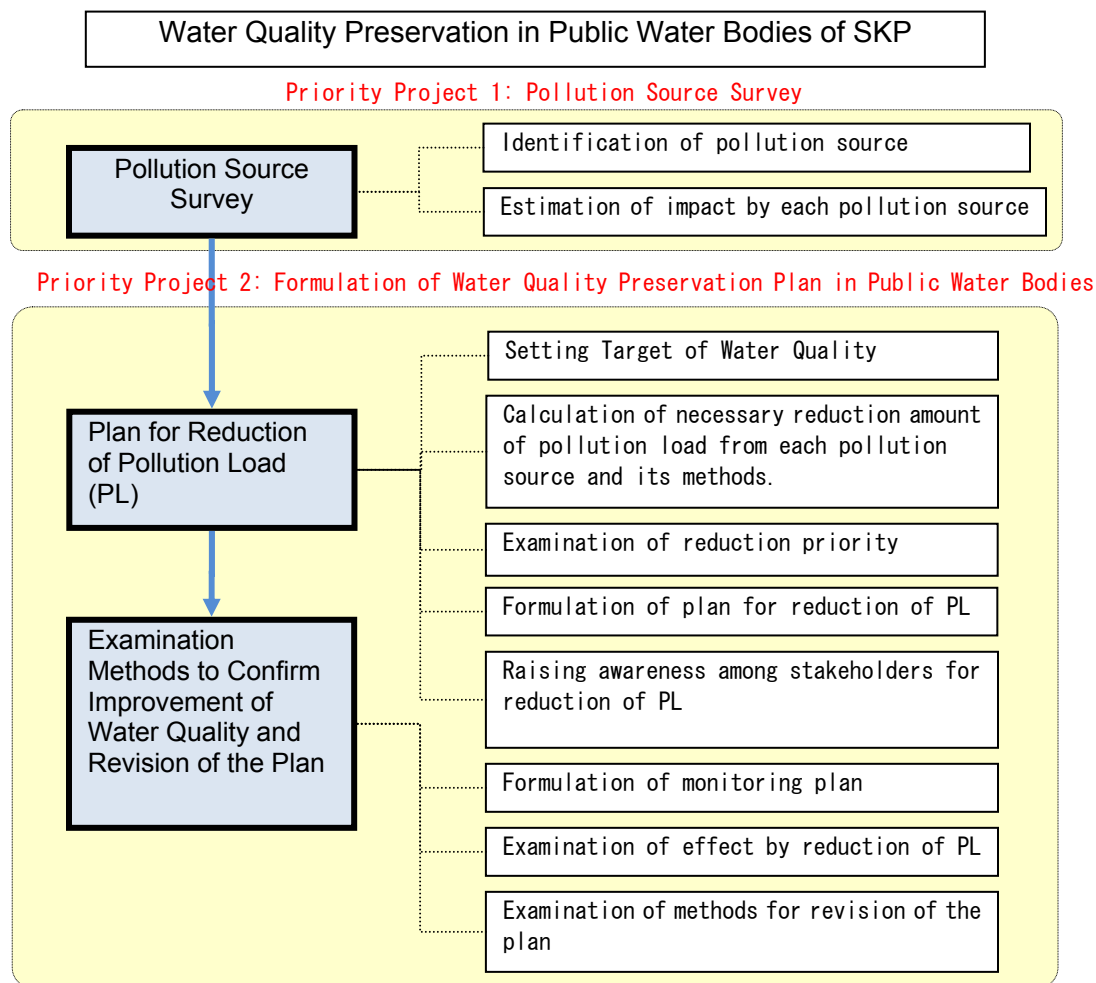 Water Quality Preservation in Public Water Bodies of SKP
Priority Project 1: Pollution Source Survey
Pollution Source
Survey
Identification of pollution source
Estimation of impact by each pollution source
Priority Project 2: Formulation of Water Quality Preservation Plan in Public Water Bodies
Plan for Reduction
of Pollution Load
(PL)
Setting Target of Water Quality
Calculation of necessary reduction amount
of pollution load from each pollution
source and its methods.
Examination of reduction priority
Formulation of plan for reduction of PL
Raising awareness among stakeholders for
reduction of PL
Examination
Methods to Confirm
Improvement of
Water Quality and
Revision of the Plan
Formulation of monitoring plan
Examination of effect by reduction of PL
Examination of methods for revision of the
plan